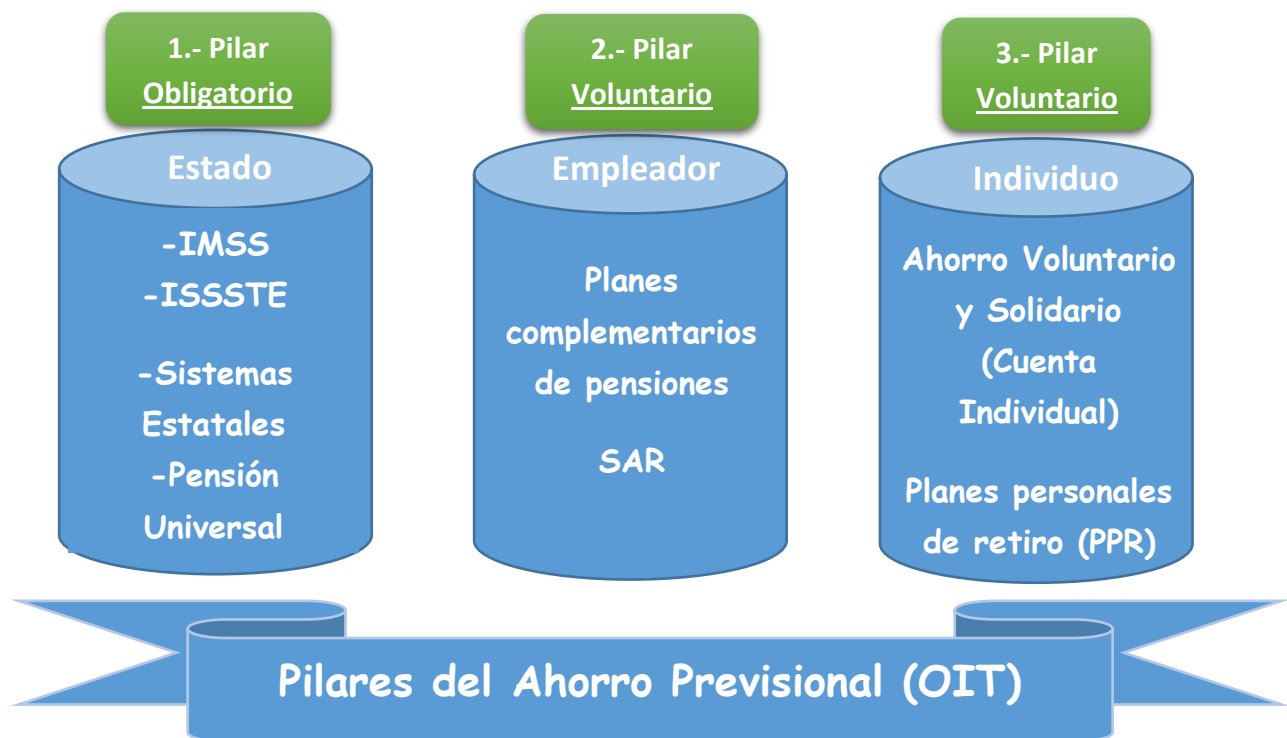 1.- Pilar
Obligatorio
Estado
-IMSS
-ISSSTE
-Sistemas
Estatales
-Pensión
Universal
2.- Pilar
Voluntario
Empleador
Planes
complementarios
de pensiones
SAR
3.- Pilar
Voluntario
Individuo
Ahorro Voluntario
y Solidario
(Cuenta
Individual)
Planes personales
de retiro (PPR)
Pilares del Ahorro Previsional (OIT)